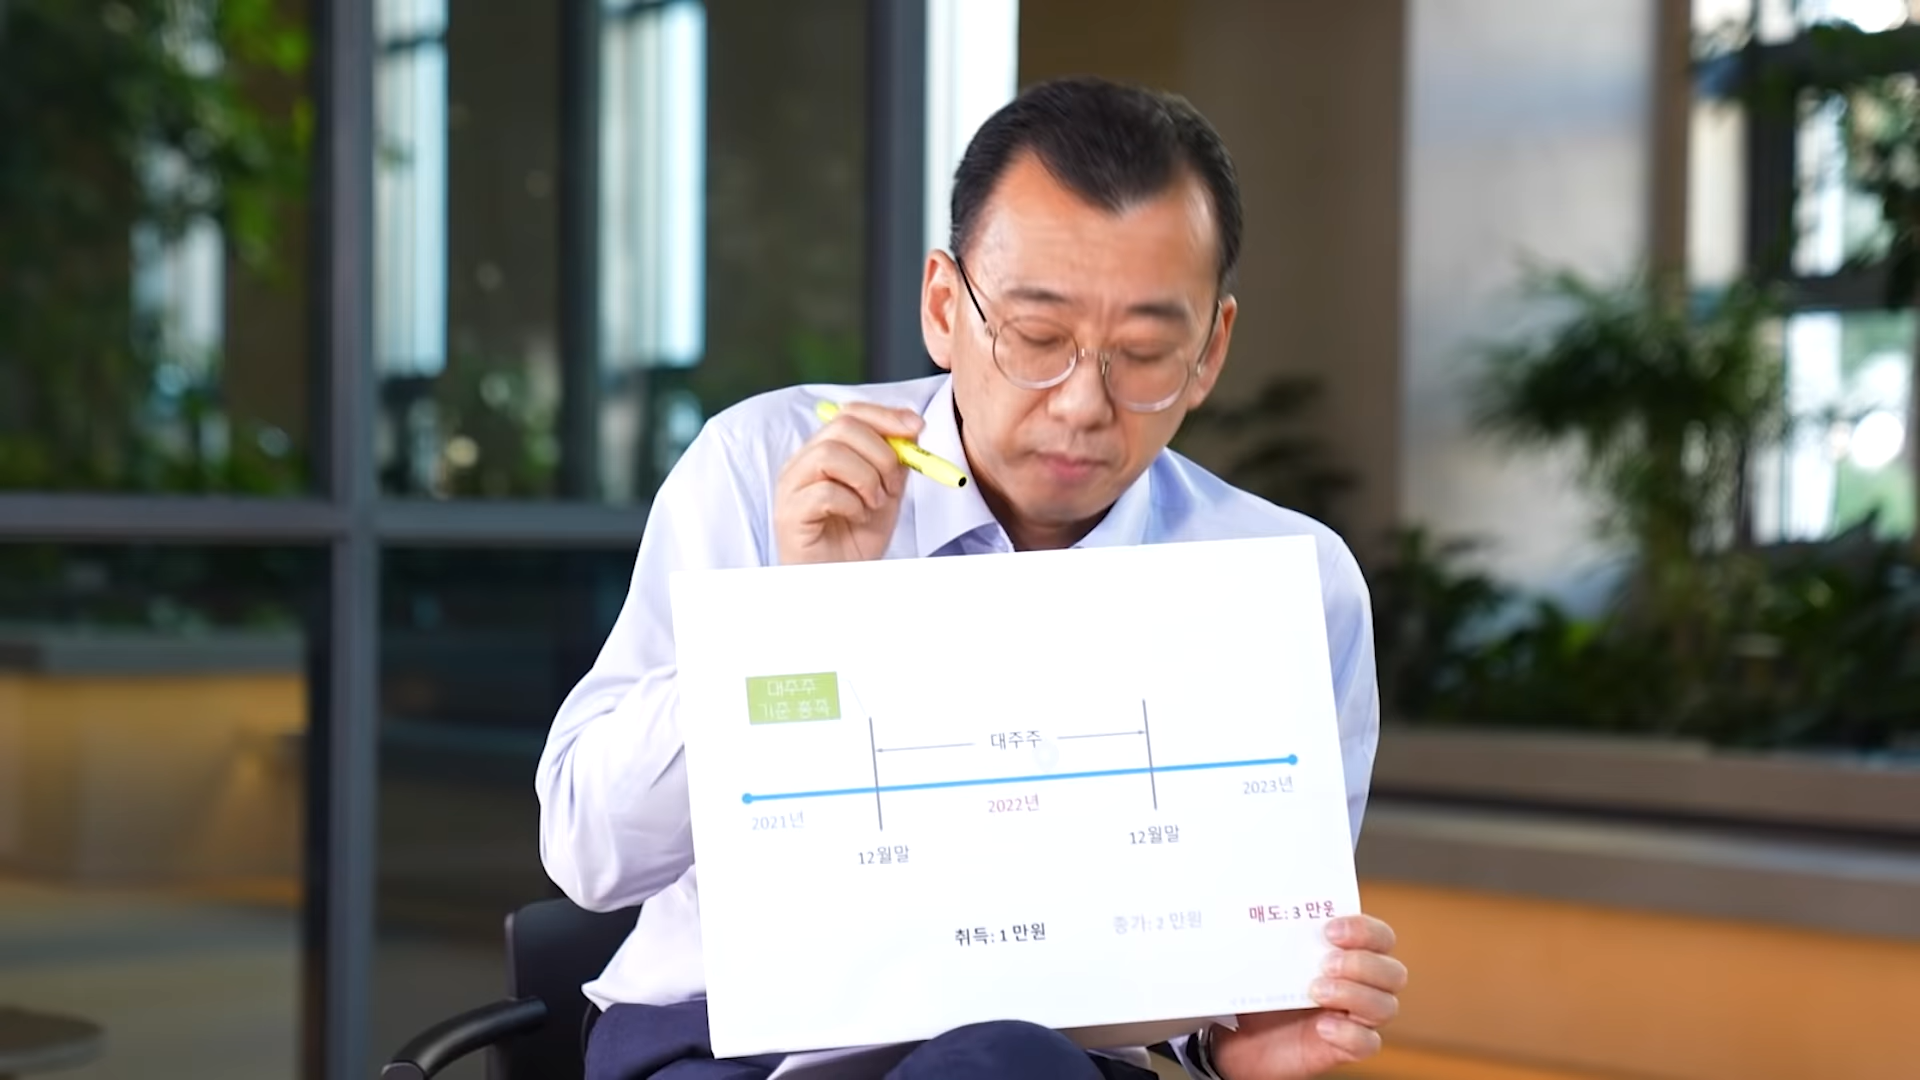 대주주
기준 충족
대주주
2021년
2022년
2023년
12월말
12월말
취득: 1 만원
종가: 2 만원
매도: 3 만원